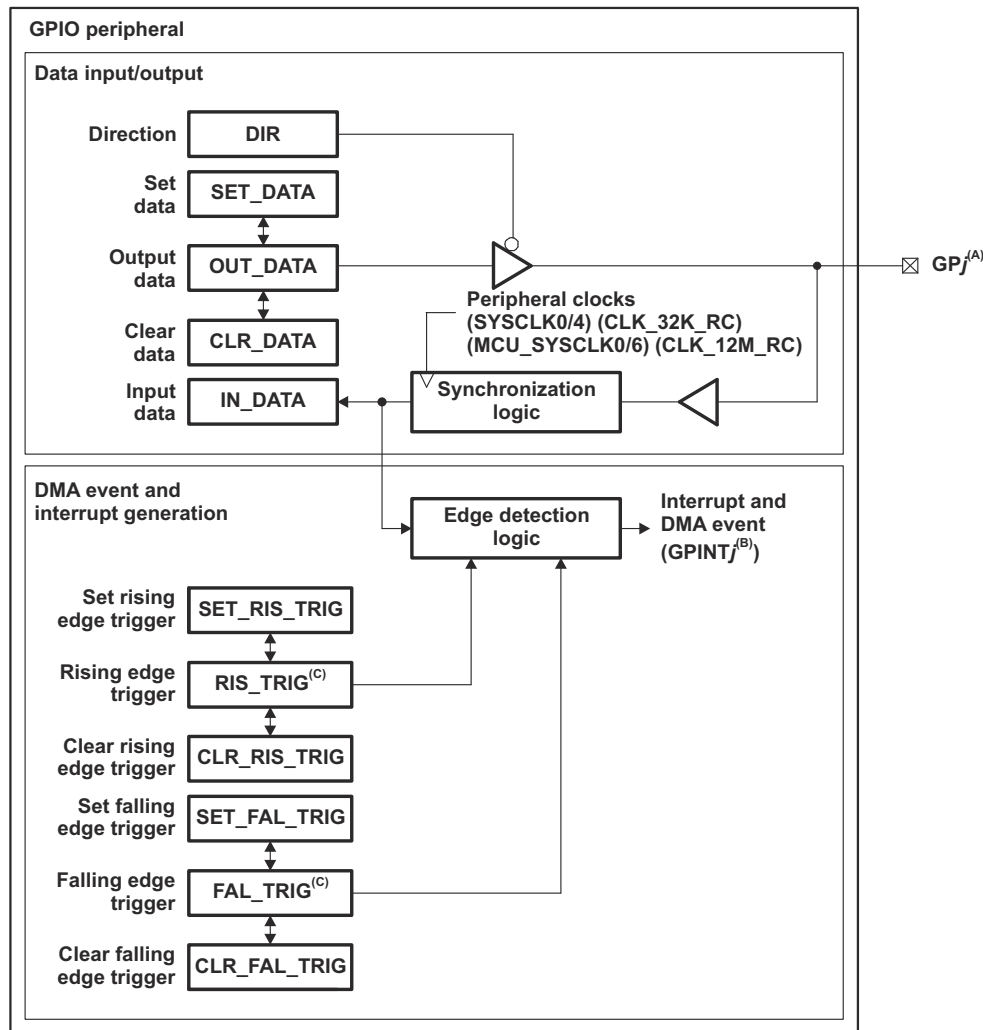 GPIO peripheral
Data input/output
Direction
DIR
Set
data
SET_DATA
Output
data
OUT_DATA
GPj(A)
Peripheral clocks
(SYSCLK0/4) (CLK_32K_RC)
(MCU_SYSCLK0/6) (CLK_12M_RC)
Clear
data
CLR_DATA
Input
data
IN_DATA
Synchronization
logic
DMA event and
interrupt generation
Edge detection
logic
Interrupt and
DMA event
(GPINTj(B))
Set rising
edge trigger
SET_RIS_TRIG
Rising edge
trigger
RIS_TRIG(C)
Clear rising
edge trigger
CLR_RIS_TRIG
Set falling
edge trigger
SET_FAL_TRIG
Falling edge
trigger
FAL_TRIG(C)
Clear falling
edge trigger
CLR_FAL_TRIG